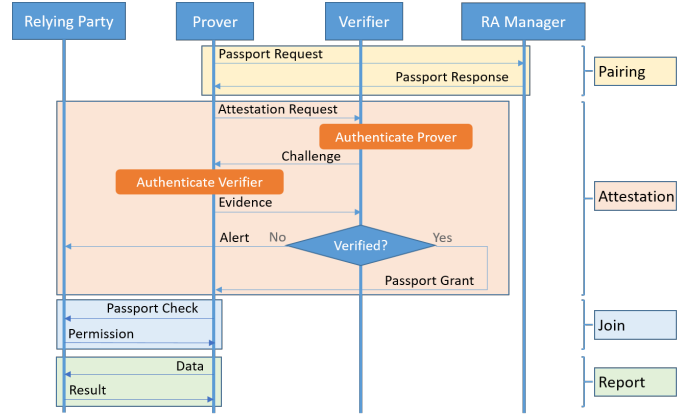 Relying Party
Prover
Verifier
RA Manager
Passport Request
Passport Response
Pairing
Attestation Request
Authenticate Prover
Challenge
Authenticate Verifier
Attestation
Evidence
Alert
No
Verified?
Yes
Passport Grant
Passport Check
Permission
Join
Data
Result
Report